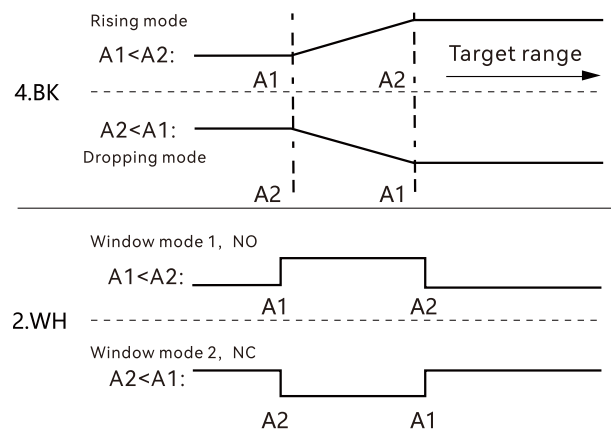 Rising mode
A1<A2:
Target range
A1
A2
4.BK
A2<A1:
Dropping mode
A2
A1
Window mode 1, NO
A1<A2:
A1
A2
2.WH
Window mode 2, NC
A2<A1:
A2
A1